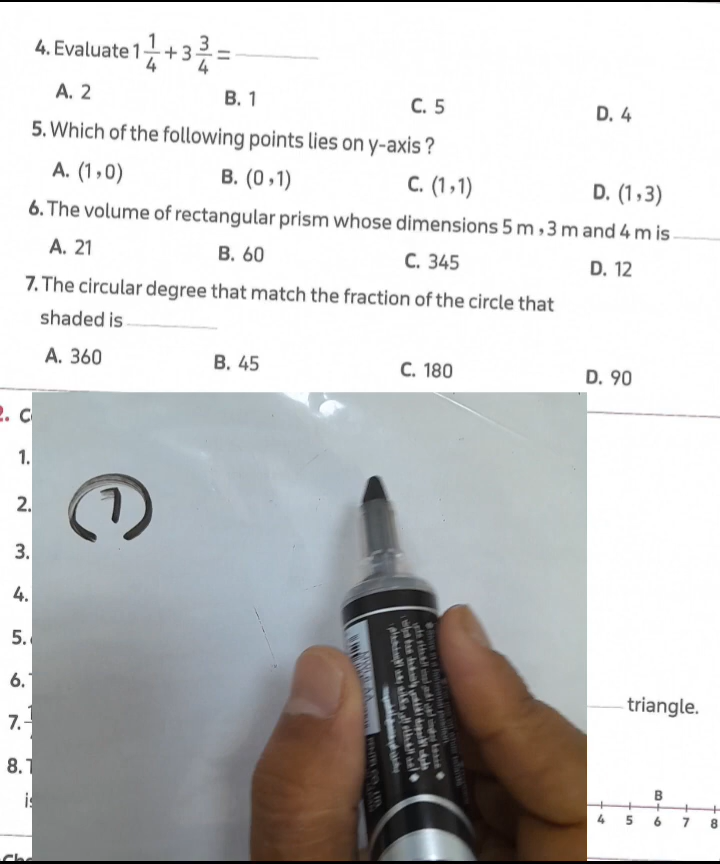 4. Evaluate 1 1/4 + 3 3/4 = ______
A. 2 B. 1 C. 5 D. 4
5. Which of the following points lies on y-axis ?
A. (1 , 0) B. (0 , 1) C. (1 , 1) D. (1 , 3)
6. The volume of rectangular prism whose dimensions 5 m , 3 m and 4 m is ______
A. 21 B. 60 C. 345 D. 12
7. The circular degree that match the fraction of the circle that
shaded is ______
A. 360 B. 45 C. 180 D. 90
2. C
1.
2.
3.
4.
5.
6.
7.
8.
7
triangle.
B
4 5 6 7 8